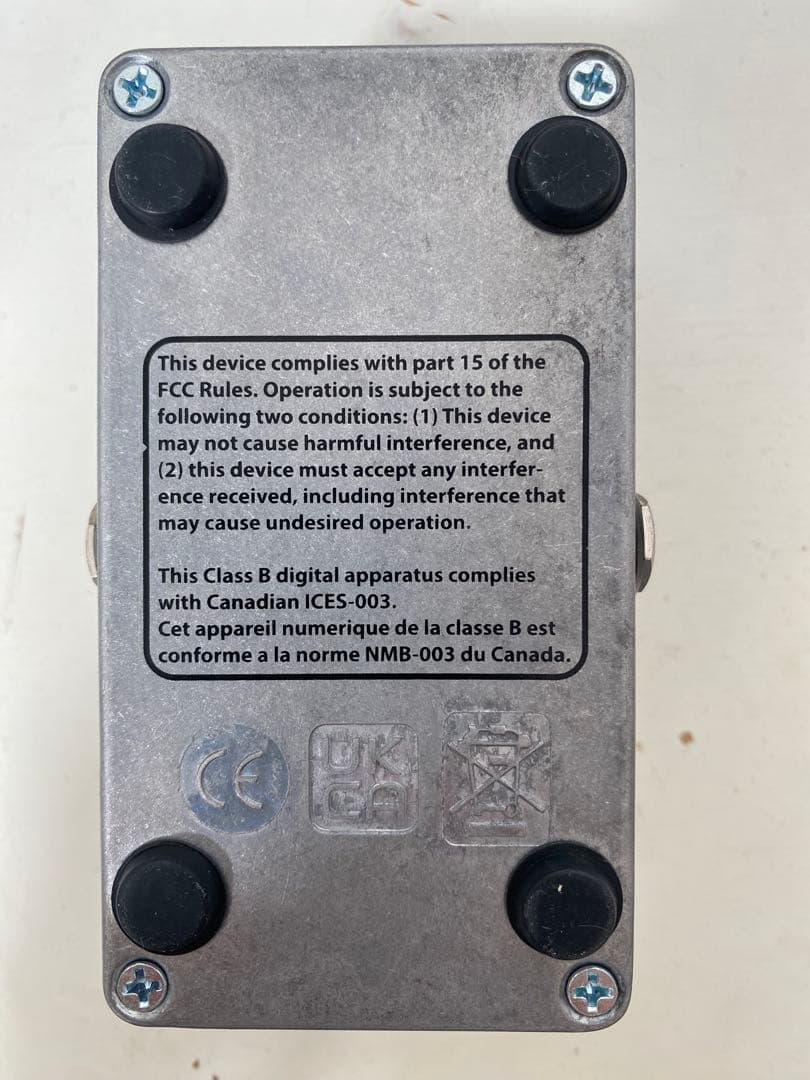 This device complies with part 15 of the
FCC Rules. Operation is subject to the
following two conditions: (1) This device
may not cause harmful interference, and
(2) this device must accept any interfer-
ence received, including interference that
may cause undesired operation.
This Class B digital apparatus complies
with Canadian ICES-003.
Cet appareil numerique de la classe B est
conforme a la norme NMB-003 du Canada.
CE
UK
CA